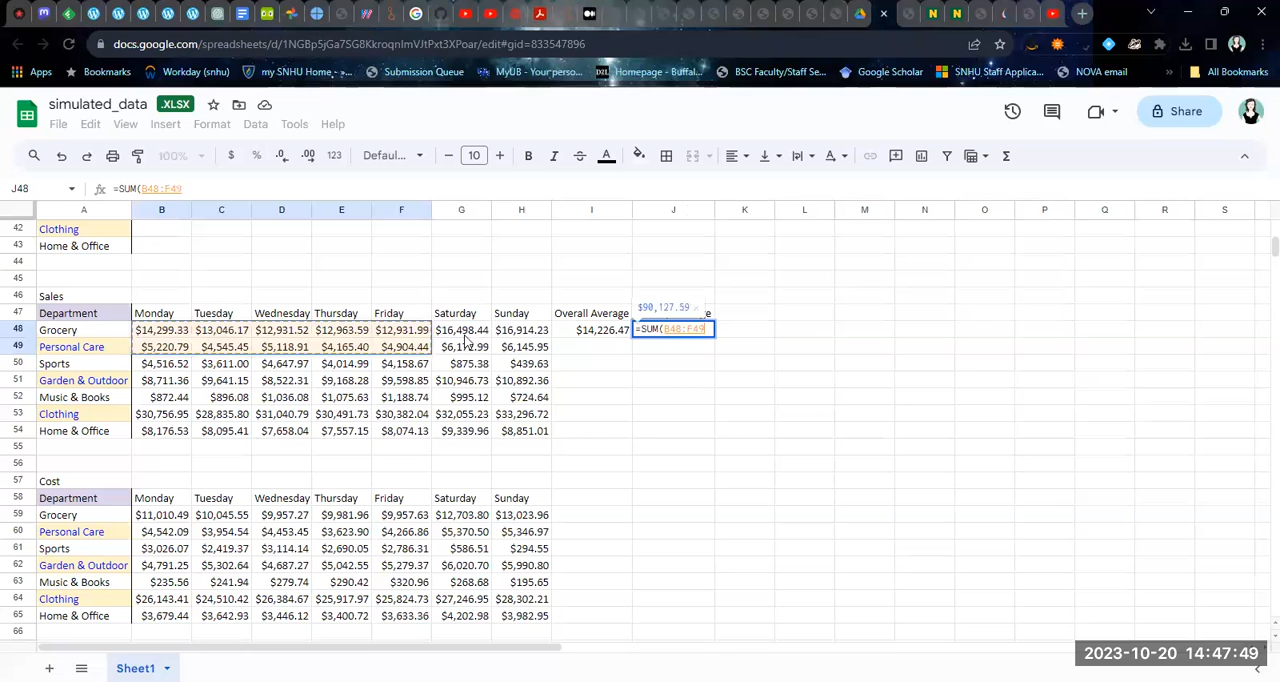 docs.google.com/spreadsheets/d/1NGBp5jGa7SG8KkroqnImVJtPxt3XPoar/edit#gid=833547896
Apps Bookmarks Workday (snhu) my SNHU Home - ... Submission Queue MyUB - Your perso... Homepage - Buffal... BSC Faculty/Staff Se... Google Scholar SNHU Staff Applica... NOVA email » All Bookmarks
simulated_data .XLSX
File Edit View Insert Format Data Tools Help
Share
100% $ % .0 .00 123 Defaul... − 10 + B I A Σ
J48 fx =SUM(B48:F49
A B C D E F G H I J K L M N O P Q R S
42 Clothing
43 Home & Office
44
45
46 Sales
$90,127.59 ×
47 Department Monday Tuesday Wednesday Thursday Friday Saturday Sunday Overall Average
48 Grocery $14,299.33 $13,046.17 $12,931.52 $12,963.59 $12,931.99 $16,498.44 $16,914.23 $14,226.47 =SUM(B48:F49
49 Personal Care $5,220.79 $4,545.45 $5,118.91 $4,165.40 $4,904.44 $6,145.95
50 Sports $4,516.52 $3,611.00 $4,647.97 $4,014.99 $4,158.67 $875.38 $439.63
51 Garden & Outdoor $8,711.36 $9,641.15 $8,522.31 $9,168.28 $9,598.85 $10,946.73 $10,892.36
52 Music & Books $872.44 $896.08 $1,036.08 $1,075.63 $1,188.74 $995.12 $724.64
53 Clothing $30,756.95 $28,835.80 $31,040.79 $30,491.73 $30,382.04 $32,055.23 $33,296.72
54 Home & Office $8,176.53 $8,095.41 $7,658.04 $7,557.15 $8,074.13 $9,339.96 $8,851.01
55
56
57 Cost
58 Department Monday Tuesday Wednesday Thursday Friday Saturday Sunday
59 Grocery $11,010.49 $10,045.55 $9,957.27 $9,981.96 $9,957.63 $12,703.80 $13,023.96
60 Personal Care $4,542.09 $3,954.54 $4,453.45 $3,623.90 $4,266.86 $5,370.50 $5,346.97
61 Sports $3,026.07 $2,419.37 $3,114.14 $2,690.05 $2,786.31 $586.51 $294.55
62 Garden & Outdoor $4,791.25 $5,302.64 $4,687.27 $5,042.55 $5,279.37 $6,020.70 $5,990.80
63 Music & Books $235.56 $241.94 $279.74 $290.42 $320.96 $268.68 $195.65
64 Clothing $26,143.41 $24,510.42 $26,384.67 $25,917.97 $25,824.73 $27,246.95 $28,302.21
65 Home & Office $3,679.44 $3,642.93 $3,446.12 $3,400.72 $3,633.36 $4,202.98 $3,982.95
66
Sheet1
2023-10-20 14:47:49